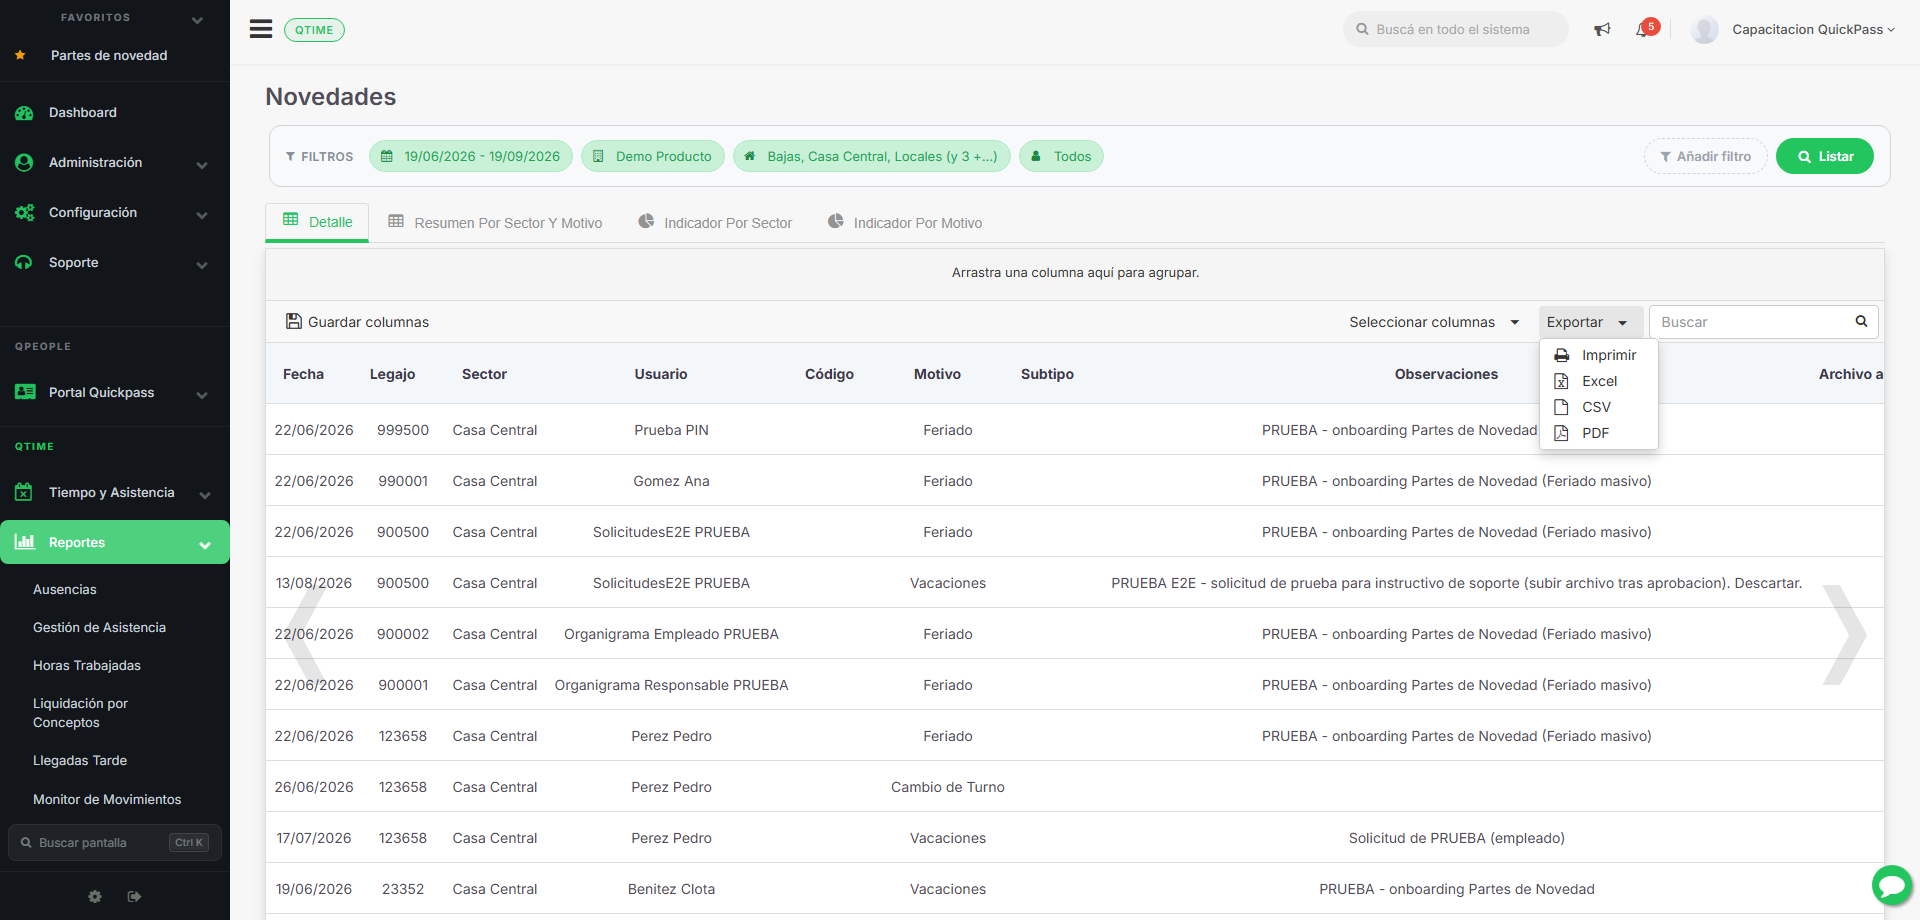 FAVORITOS
Partes de novedad
Dashboard
Administración
Configuración
Soporte
QPEOPLE
Portal Quickpass
QTIME
Tiempo y Asistencia
Reportes
Ausencias
Gestión de Asistencia
Horas Trabajadas
Liquidación por
Conceptos
Llegadas Tarde
Monitor de Movimientos
Buscar pantalla Ctrl K
QTIME
Buscá en todo el sistema
5
Capacitacion QuickPass
Novedades
FILTROS 19/06/2026 - 19/09/2026 Demo Producto Bajas, Casa Central, Locales (y 3 +...) Todos Añadir filtro Listar
Detalle Resumen Por Sector Y Motivo Indicador Por Sector Indicador Por Motivo
Arrastra una columna aquí para agrupar.
Guardar columnas Seleccionar columnas Exportar Buscar
Imprimir
Excel
CSV
PDF
Fecha Legajo Sector Usuario Código Motivo Subtipo Observaciones Archivo a
22/06/2026 999500 Casa Central Prueba PIN Feriado PRUEBA - onboarding Partes de Novedad
22/06/2026 990001 Casa Central Gomez Ana Feriado PRUEBA - onboarding Partes de Novedad (Feriado masivo)
22/06/2026 900500 Casa Central SolicitudesE2E PRUEBA Feriado PRUEBA - onboarding Partes de Novedad (Feriado masivo)
13/08/2026 900500 Casa Central SolicitudesE2E PRUEBA Vacaciones PRUEBA E2E - solicitud de prueba para instructivo de soporte (subir archivo tras aprobacion). Descartar.
22/06/2026 900002 Casa Central Organigrama Empleado PRUEBA Feriado PRUEBA - onboarding Partes de Novedad (Feriado masivo)
22/06/2026 900001 Casa Central Organigrama Responsable PRUEBA Feriado PRUEBA - onboarding Partes de Novedad (Feriado masivo)
22/06/2026 123658 Casa Central Perez Pedro Feriado PRUEBA - onboarding Partes de Novedad (Feriado masivo)
26/06/2026 123658 Casa Central Perez Pedro Cambio de Turno
17/07/2026 123658 Casa Central Perez Pedro Vacaciones Solicitud de PRUEBA (empleado)
19/06/2026 23352 Casa Central Benitez Clota Vacaciones PRUEBA - onboarding Partes de Novedad